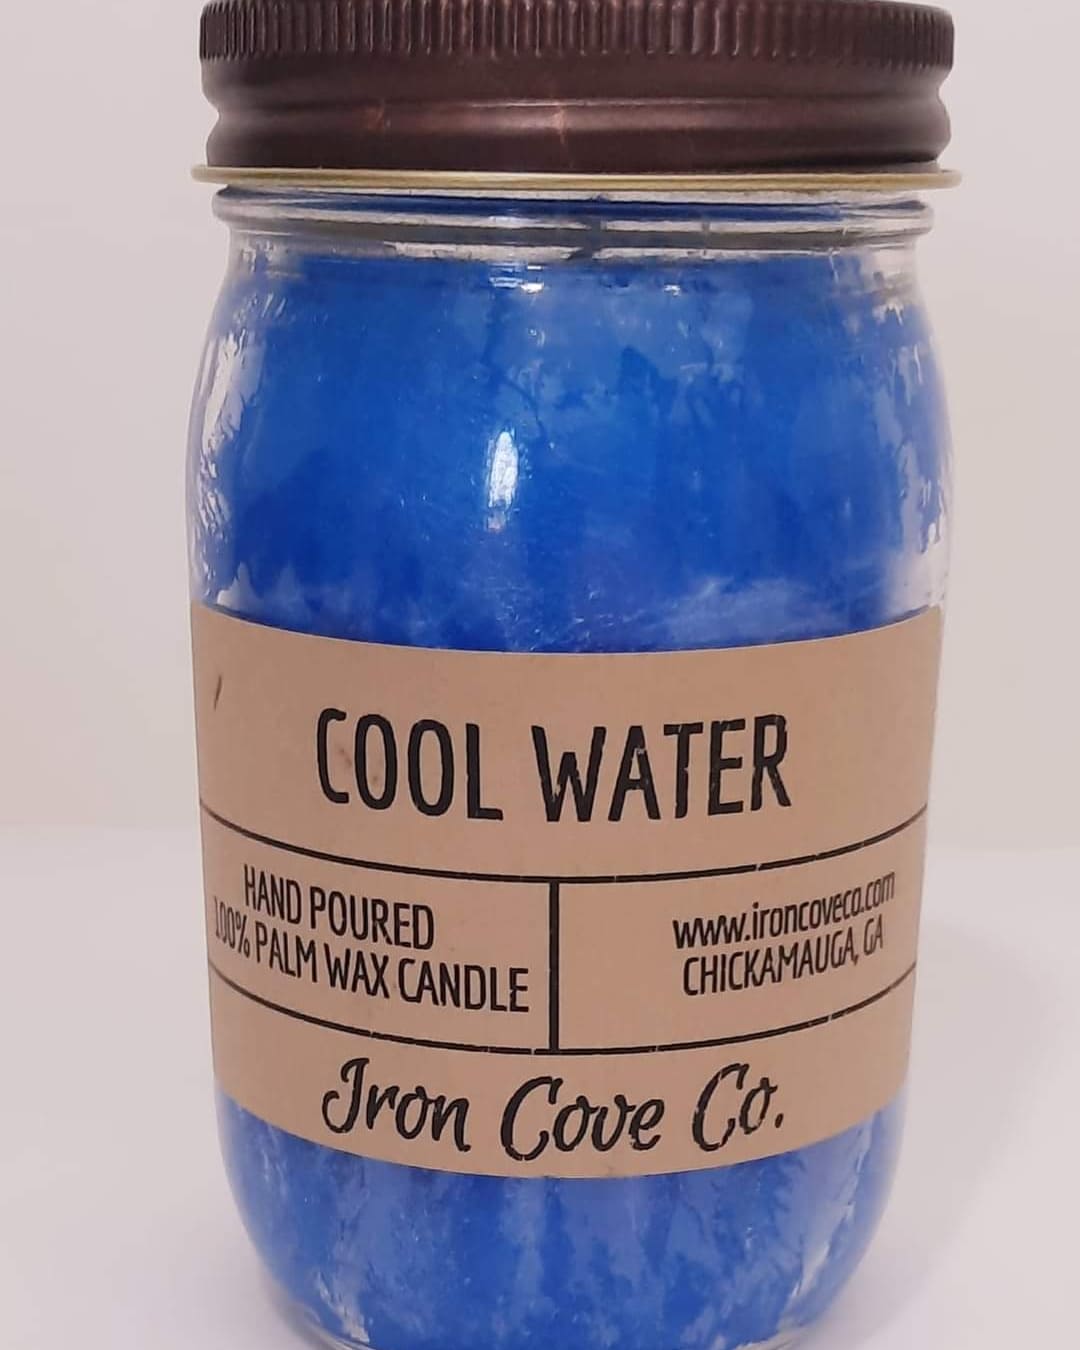 COOL WATER
HAND POURED
100% PALM WAX CANDLE
www.ironcoveco.com
CHICKAMAUGA, GA
Iron Cove Co.